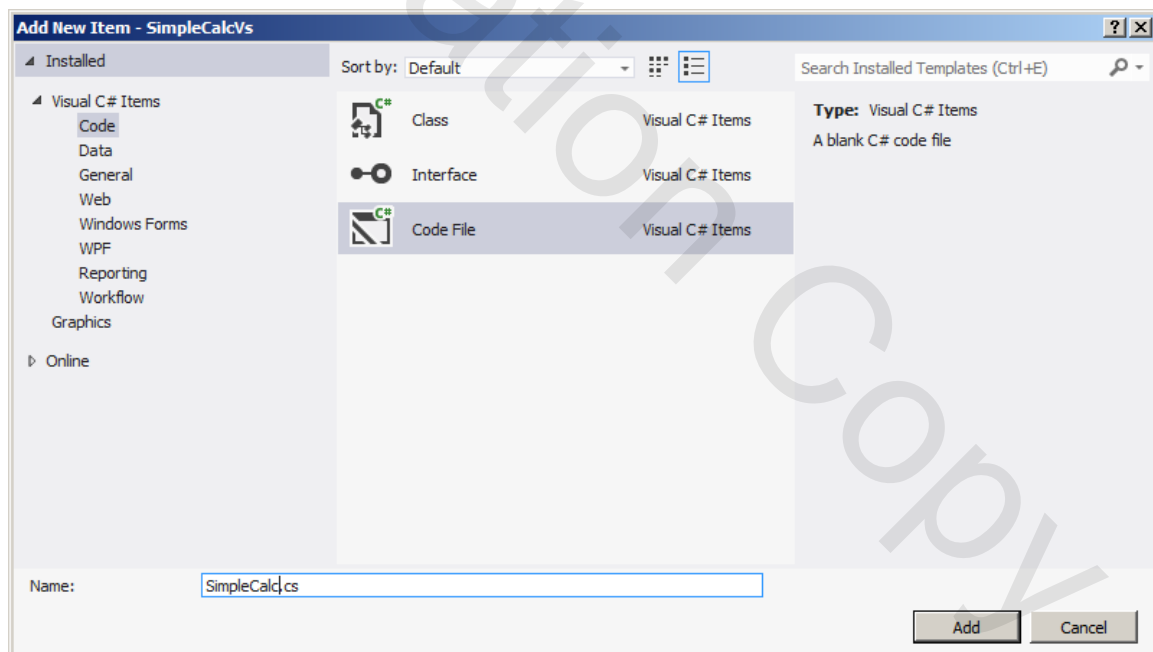 Add New Item - SimpleCalcVs
Installed
Sort by: Default
Search Installed Templates (Ctrl+E)
Visual C# Items
Code
Data
General
Web
Windows Forms
WPF
Reporting
Workflow
Graphics
Online
C# Class Visual C# Items
Interface Visual C# Items
C# Code File Visual C# Items
Type: Visual C# Items
A blank C# code file
Name: SimpleCalc.cs
Add Cancel
ation Copy